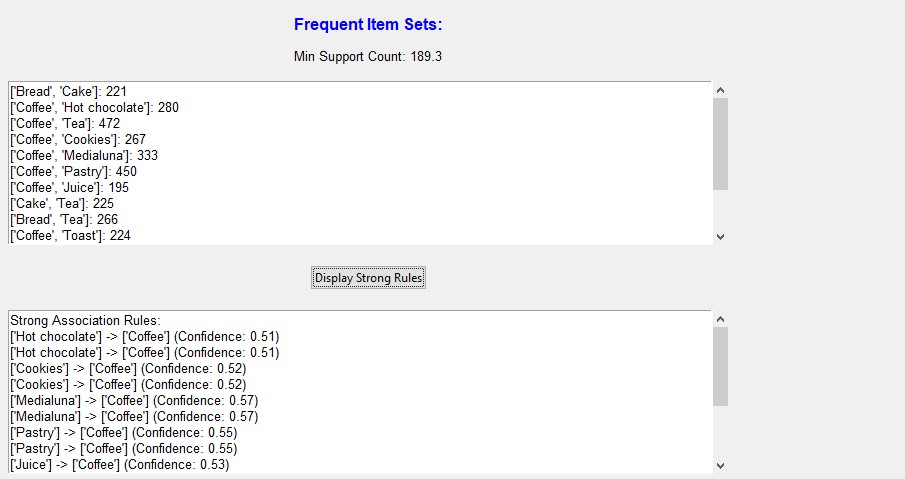 Frequent Item Sets:
Min Support Count: 189.3
['Bread', 'Cake']: 221
['Coffee', 'Hot chocolate']: 280
['Coffee', 'Tea']: 472
['Coffee', 'Cookies']: 267
['Coffee', 'Medialuna']: 333
['Coffee', 'Pastry']: 450
['Coffee', 'Juice']: 195
['Cake', 'Tea']: 225
['Bread', 'Tea']: 266
['Coffee', 'Toast']: 224
Display Strong Rules
Strong Association Rules:
['Hot chocolate'] -> ['Coffee'] (Confidence: 0.51)
['Hot chocolate'] -> ['Coffee'] (Confidence: 0.51)
['Cookies'] -> ['Coffee'] (Confidence: 0.52)
['Cookies'] -> ['Coffee'] (Confidence: 0.52)
['Medialuna'] -> ['Coffee'] (Confidence: 0.57)
['Medialuna'] -> ['Coffee'] (Confidence: 0.57)
['Pastry'] -> ['Coffee'] (Confidence: 0.55)
['Pastry'] -> ['Coffee'] (Confidence: 0.55)
['Juice'] -> ['Coffee'] (Confidence: 0.53)